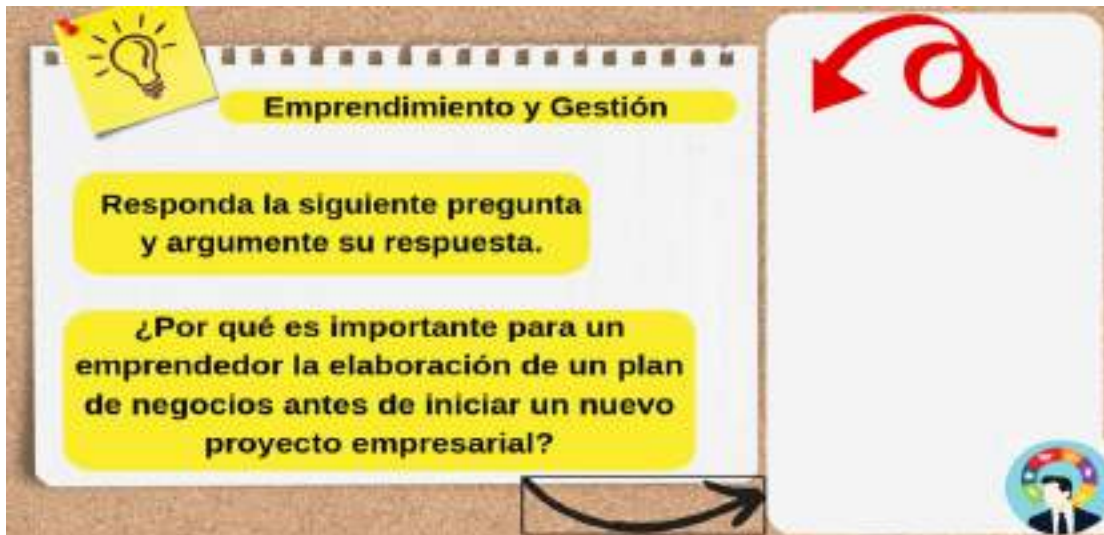 Emprendimiento y Gestión
Responda la siguiente pregunta
y argumente su respuesta.
¿Por qué es importante para un
emprendedor la elaboración de un plan
de negocios antes de iniciar un nuevo
proyecto empresarial?